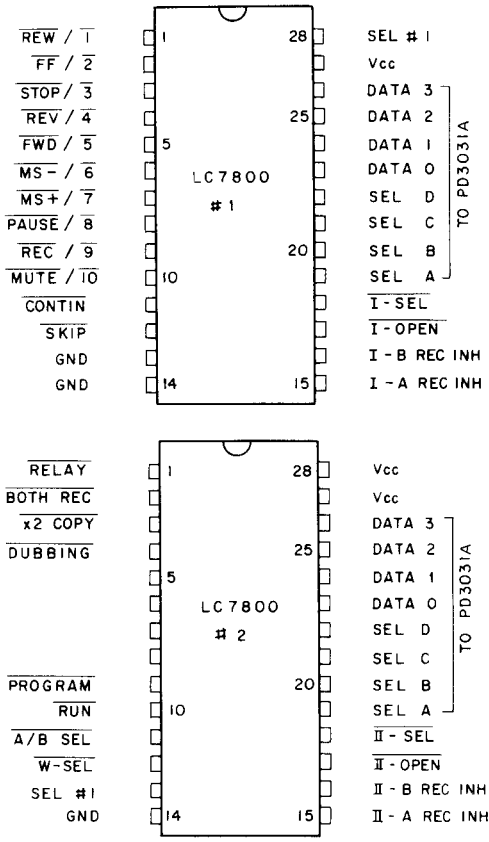 REW / 1 1 28 SEL # 1
FF / 2 Vcc
STOP / 3 DATA 3
REV / 4 25 DATA 2
FWD / 5 5 DATA 1
MS - / 6 DATA 0
MS + / 7 LC7800 SEL D
PAUSE / 8 # 1 SEL C
REC / 9 20 SEL B
MUTE / 10 10 SEL A
TO PD3031A
CONTIN I - SEL
SKIP I - OPEN
GND I - B REC INH
GND 14 15 I - A REC INH
RELAY 1 28 Vcc
BOTH REC Vcc
x2 COPY DATA 3
DUBBING 25 DATA 2
5 DATA 1
LC7800 DATA 0
# 2 SEL D
SEL C
PROGRAM 20 SEL B
RUN 10 SEL A
TO PD3031A
A/B SEL II - SEL
W-SEL II - OPEN
SEL #1 II - B REC INH
GND 14 15 II - A REC INH